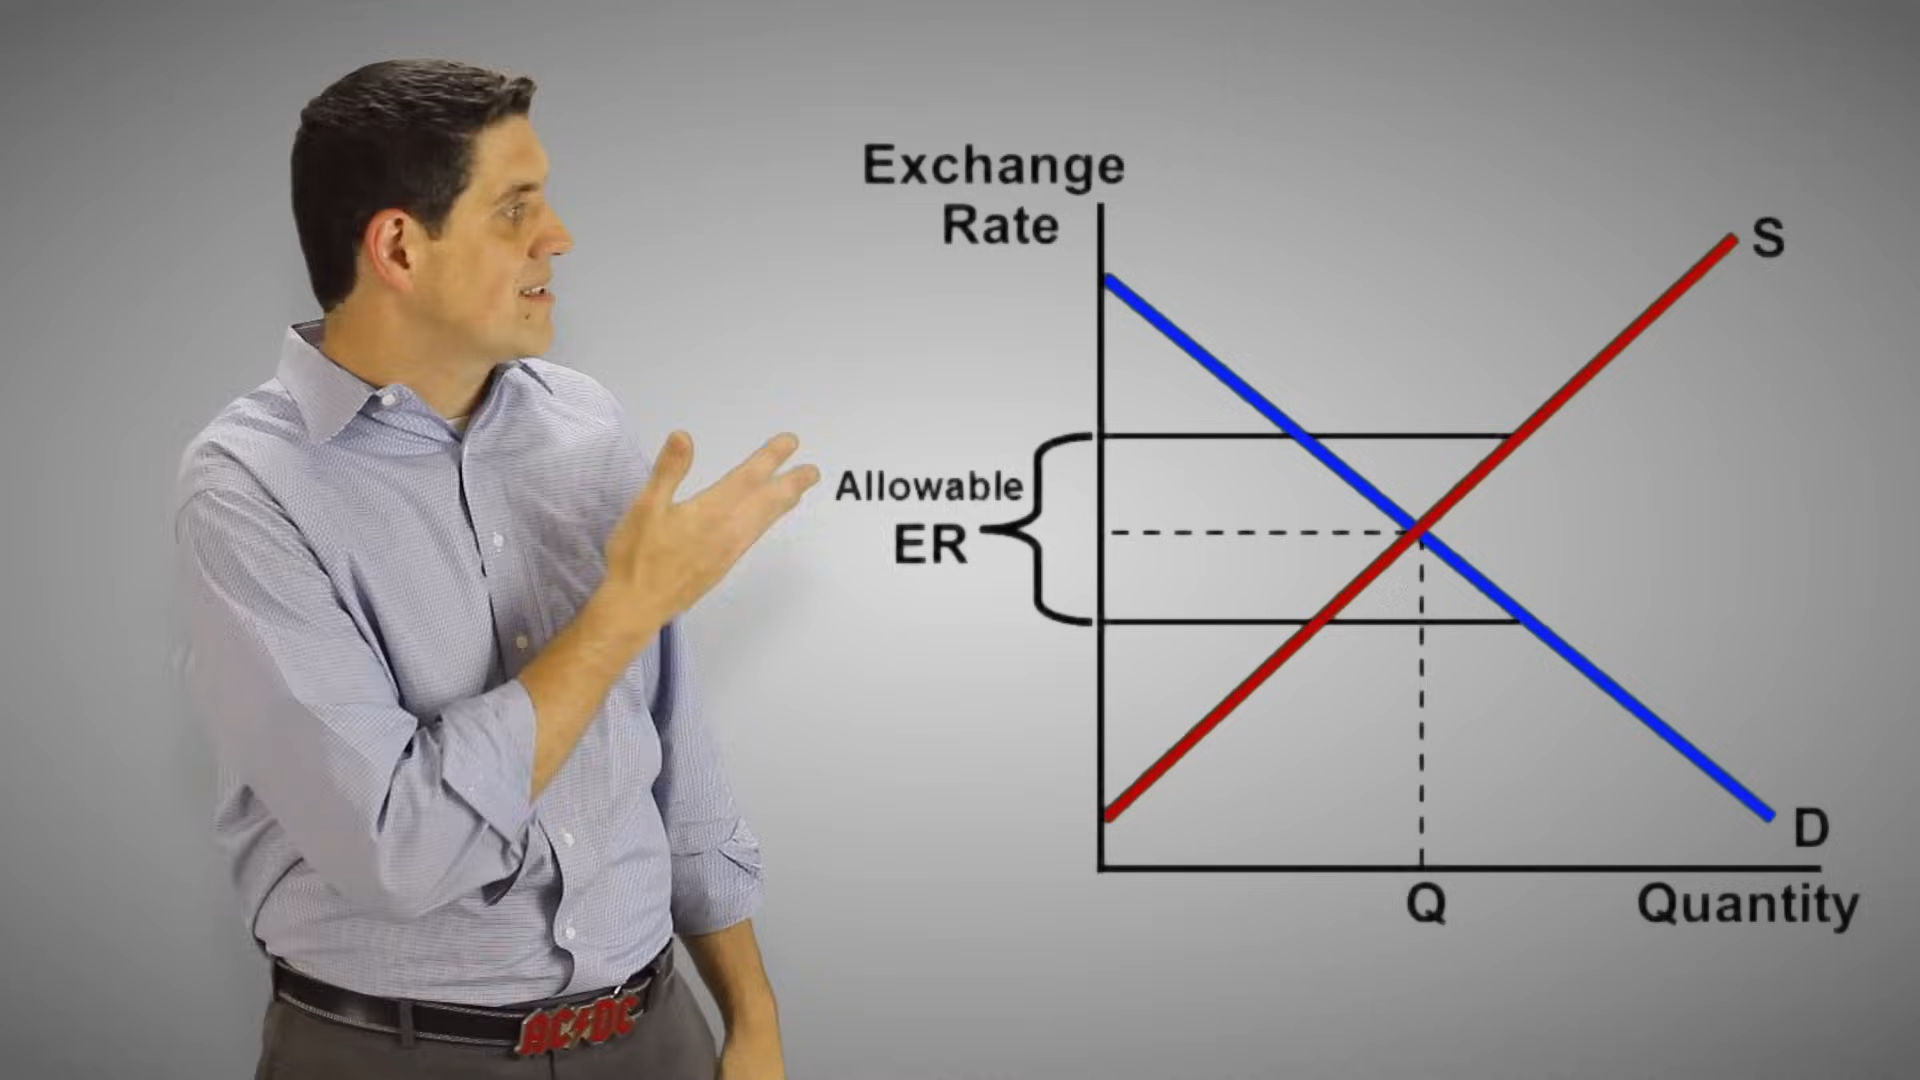 Exchange
Rate
S
Allowable
ER
D
Q
Quantity
AC⚡DC